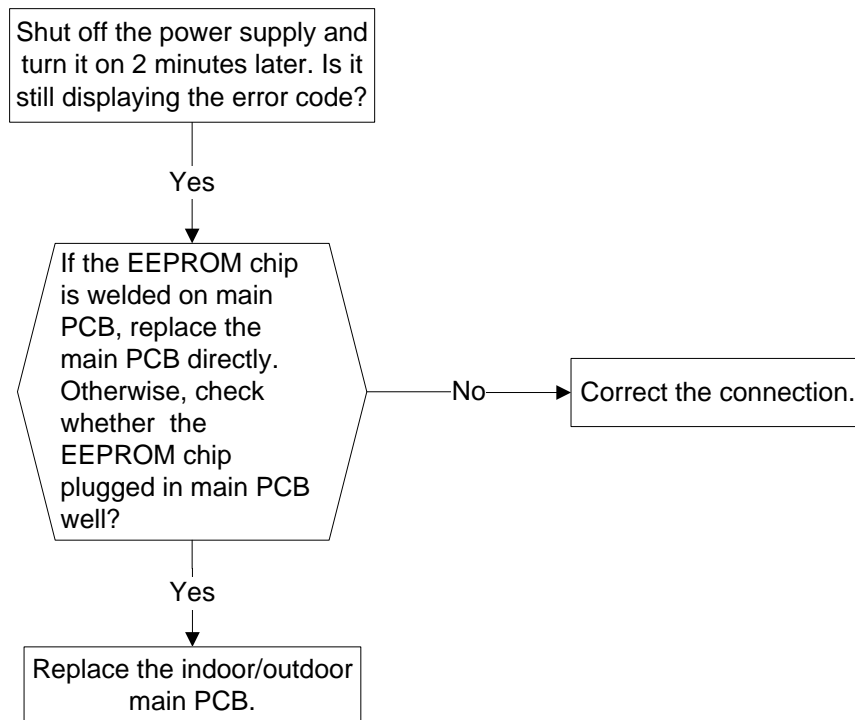 Shut off the power supply and
turn it on 2 minutes later. Is it
still displaying the error code?
Yes
If the EEPROM chip
is welded on main
PCB, replace the
main PCB directly.
Otherwise, check
whether  the
EEPROM chip
plugged in main PCB
well?
No
Correct the connection.
Yes
Replace the indoor/outdoor
main PCB.